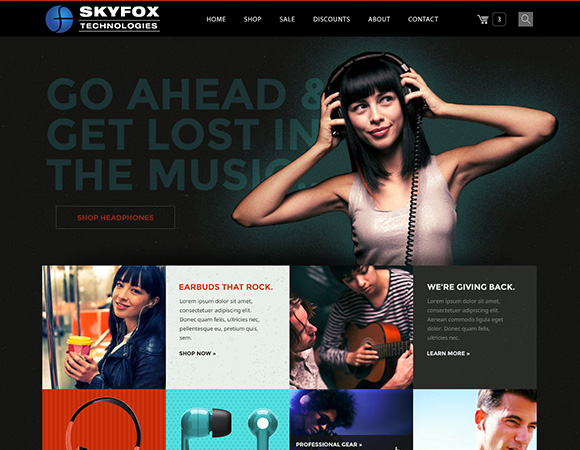 SKYFOX
TECHNOLOGIES
HOME SHOP SALE DISCOUNTS ABOUT CONTACT
3
GO AHEAD &
GET LOST IN
THE MUSIC.
SHOP HEADPHONES
EARBUDS THAT ROCK.
Lorem ipsum dolor sit amet,
consectetur adipiscing elit.
Donec quam felis, ultricies nec,
pellentesque eu, pretium quis,
sem.
SHOP NOW »
WE'RE GIVING BACK.
Lorem ipsum dolor sit amet,
consectetur adipiscing elit.
Aenean commodo ligula eget
dolor. Donec quam felis,
ultricies nec.
LEARN MORE »
PROFESSIONAL GEAR »